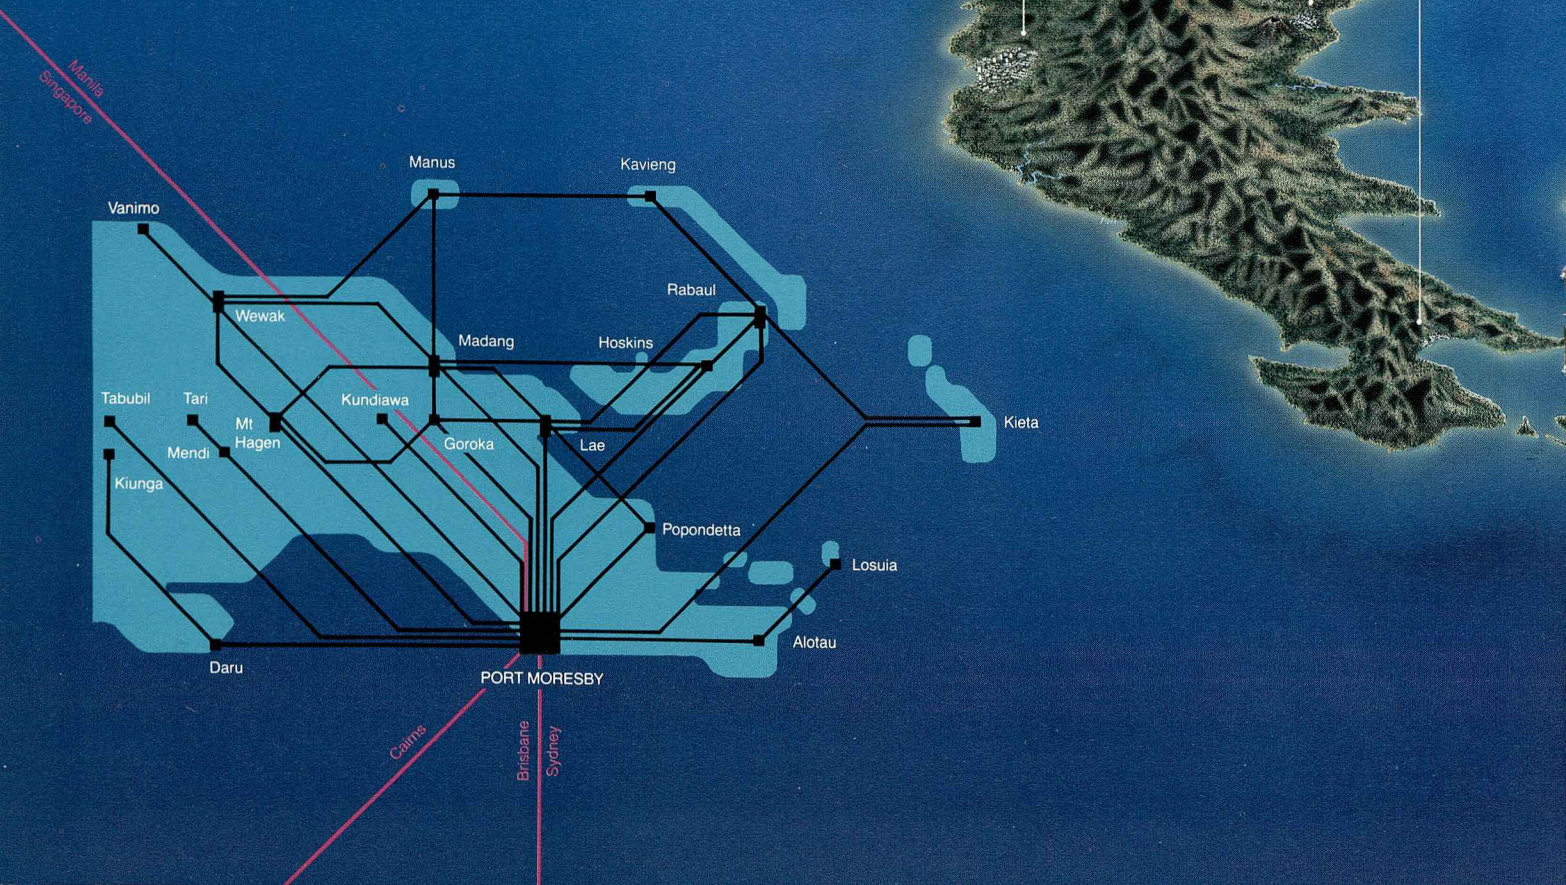 Manila
Singapore
Manus
Kavieng
Vanimo
Rabaul
Wewak
Madang
Hoskins
Tabubil
Tari
Kundiawa
Mt
Hagen
Goroka
Lae
Kieta
Mendi
Kiunga
Popondetta
Losuia
Alotau
Daru
PORT MORESBY
Cairns
Brisbane
Sydney